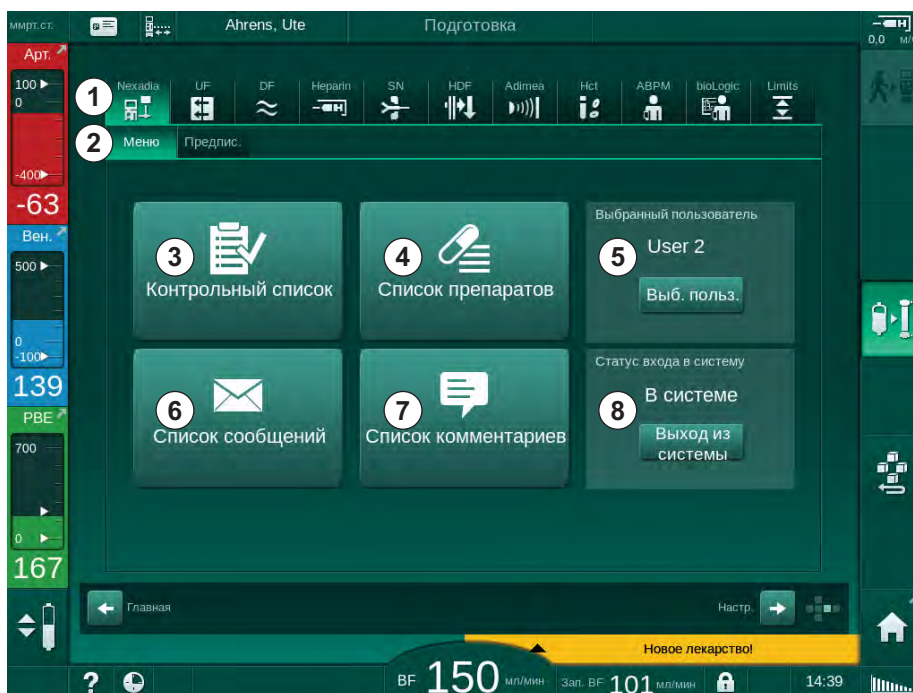 ммрт.ст.
Ahrens, Ute
Подготовка
0,0 м/
Арт.
100
0
-400
-63
Вен.
500
0
-100
139
PBE
700
0
167
1
Nexadia
UF
DF
Heparin
SN
HDF
Adimea
Hct
ABPM
bioLogic
Limits
2
Меню
Предпис.
3
Контрольный список
4
Список препаратов
Выбранный пользователь
5
User 2
Выб. польз.
6
Список сообщений
7
Список комментариев
Статус входа в систему
8
В системе
Выход из
системы
Главная
Настр.
Новое лекарство!
?
BF 150 мл/мин
Зап. BF 101 мл/мин
14:39